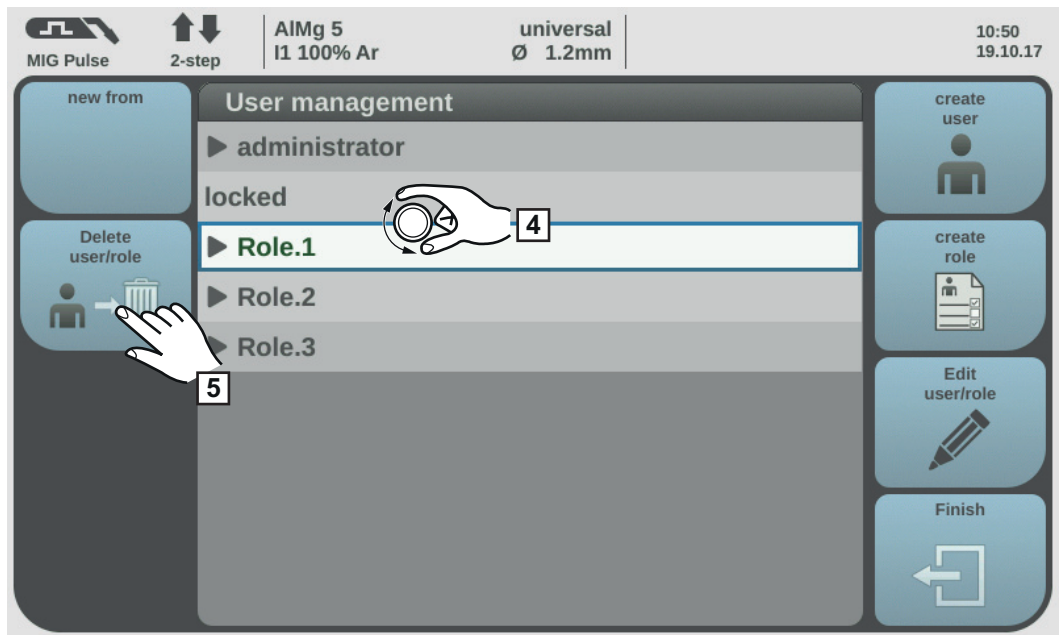 MIG Pulse
2-step
AlMg 5
I1 100% Ar
universal
Ø 1.2mm
10:50
19.10.17
new from
Delete
user/role
User management
administrator
locked
Role.1
Role.2
Role.3
4
5
create
user
create
role
Edit
user/role
Finish